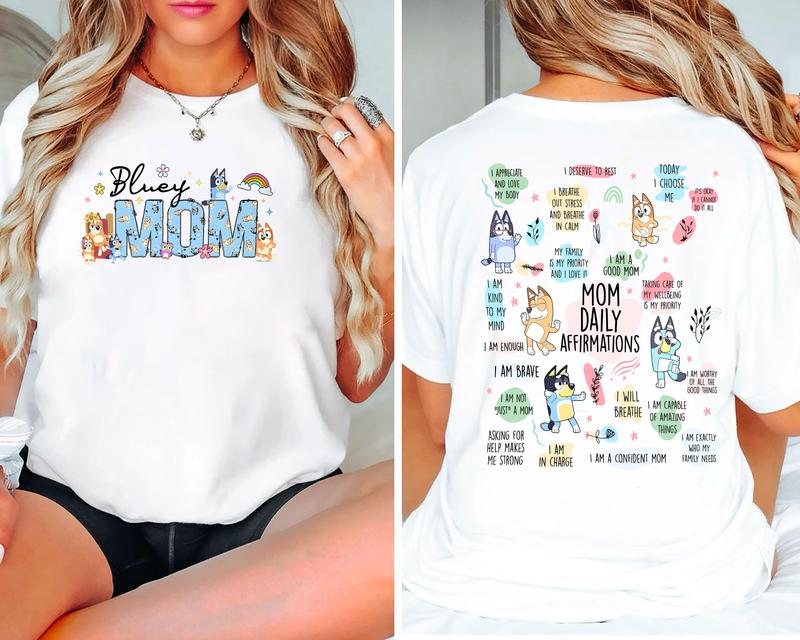 Bluey
MOM
I APPRECIATE
AND LOVE
MY BODY
I DESERVE TO REST
TODAY
I CHOOSE
ME
I BREATHE
OUT STRESS
AND BREATHE
IN CALM
IT'S OKAY
IF I CANNOT
DO IT ALL
MY FAMILY
IS MY PRIORITY
AND I LOVE IT
I AM A
GOOD MOM
I AM
KIND
TO MY
MIND
MOM
DAILY
AFFIRMATIONS
TAKING CARE OF
MY WELLBEING
IS MY PRIORITY
I AM ENOUGH
I AM BRAVE
I AM WORTHY
OF ALL THE
GOOD THINGS
I AM NOT
"JUST" A MOM
I WILL
BREATHE
I AM CAPABLE
OF AMAZING
THINGS
ASKING FOR
HELP MAKES
ME STRONG
I AM
IN CHARGE
I AM A CONFIDENT MOM
I AM EXACTLY
WHO MY
FAMILY NEEDS